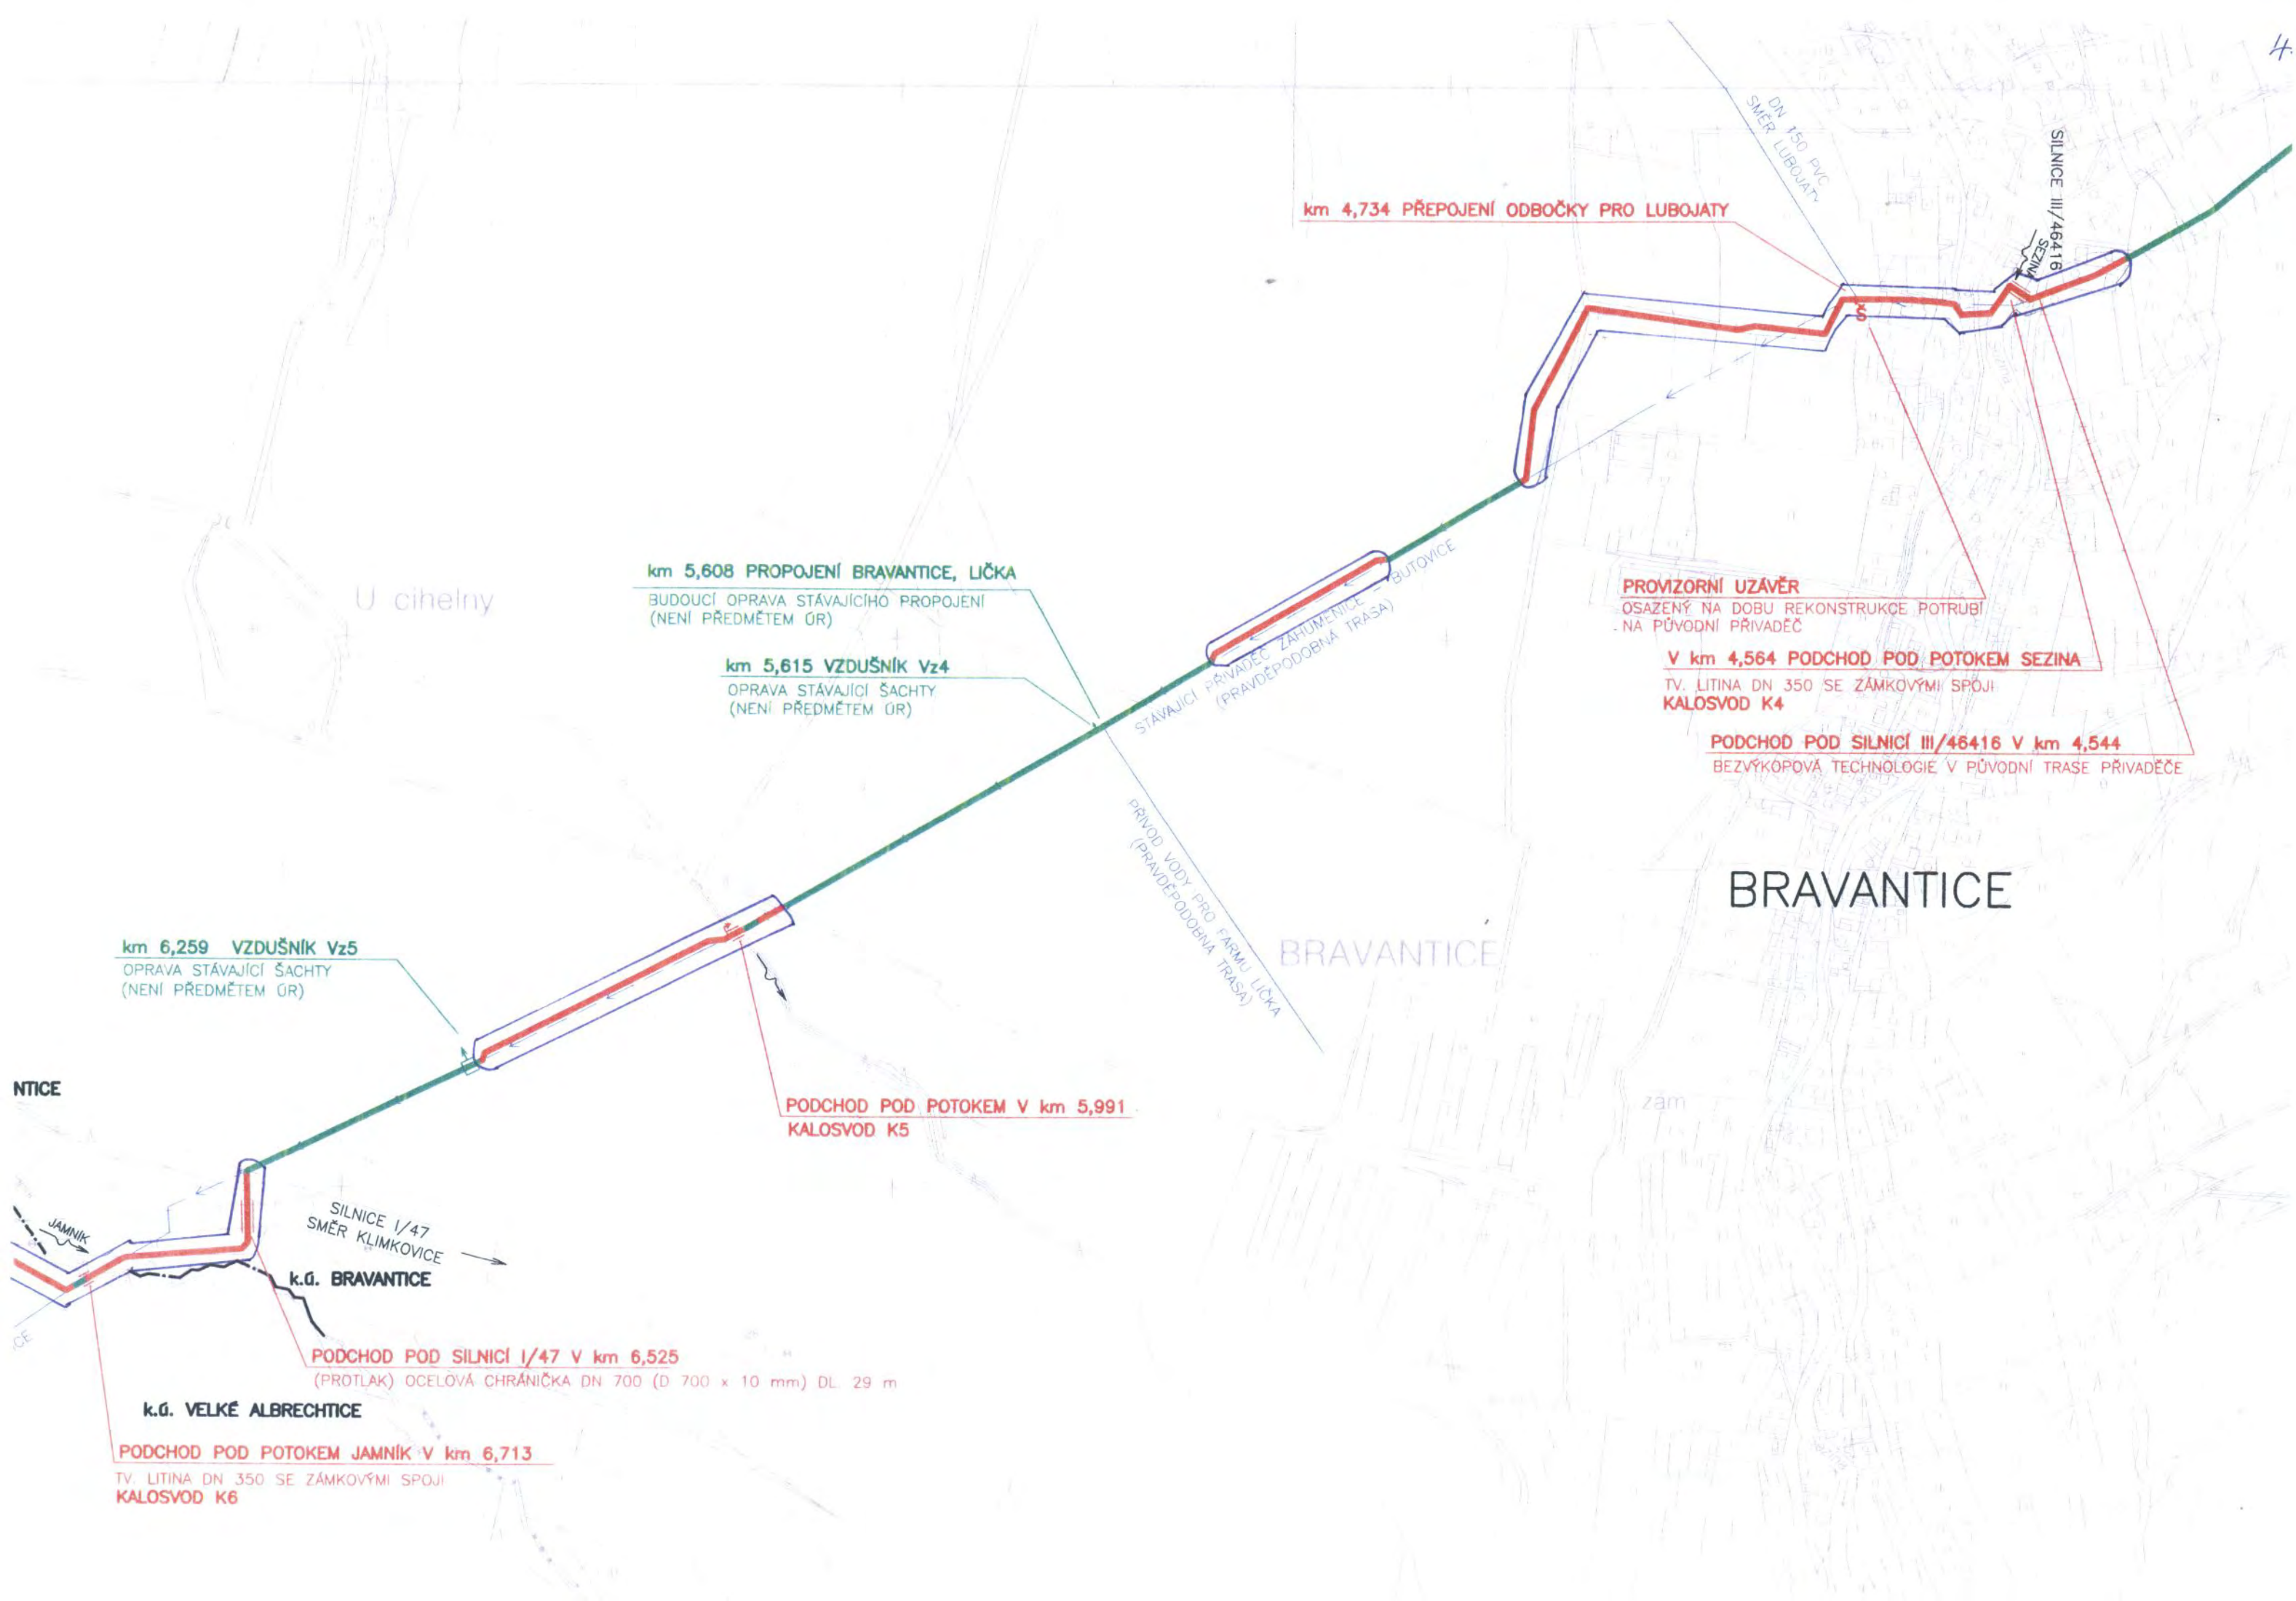 4.
DN 150 PVC
SMĚR LUBOJATY
SILNICE III/46416
SEZINA
km 4,734 PŘEPOJENÍ ODBOČKY PRO LUBOJATY
Š
km 5,608 PROPOJENÍ BRAVANTICE, LIČKA
BUDOUCÍ OPRAVA STÁVAJÍCÍHO PROPOJENÍ
(NENÍ PŘEDMĚTEM ÚR)
U cihelny
km 5,615 VZDUŠNÍK Vz4
OPRAVA STÁVAJÍCÍ ŠACHTY
(NENÍ PŘEDMĚTEM ÚR)
STÁVAJÍCÍ PŘIVADĚČ ZÁHUMENICE – BUTOVICE
(PRAVDĚPODOBNÁ TRASA)
PROVIZORNÍ UZÁVĚR
OSAZENÝ NA DOBU REKONSTRUKCE POTRUBÍ
NA PŮVODNÍ PŘIVADĚČ
V km 4,564 PODCHOD POD POTOKEM SEZINA
TV. LITINA DN 350 SE ZÁMKOVÝMI SPOJI
KALOSVOD K4
PODCHOD POD SILNICÍ III/46416 V km 4,544
BEZVÝKOPOVÁ TECHNOLOGIE V PŮVODNÍ TRASE PŘIVADĚČE
PŘÍVOD VODY PRO FARMU LIČKA
(PRAVDĚPODOBNÁ TRASA)
BRAVANTICE
BRAVANTICE
km 6,259 VZDUŠNÍK Vz5
OPRAVA STÁVAJÍCÍ ŠACHTY
(NENÍ PŘEDMĚTEM ÚR)
NTICE
PODCHOD POD POTOKEM V km 5,991
KALOSVOD K5
zám
JAMNÍK
SILNICE I/47
SMĚR KLIMKOVICE
k.ú. BRAVANTICE
CE
PODCHOD POD SILNICÍ I/47 V km 6,525
(PROTLAK) OCELOVÁ CHRÁNIČKA DN 700 (D 700 x 10 mm) DL. 29 m
k.ú. VELKÉ ALBRECHTICE
PODCHOD POD POTOKEM JAMNÍK V km 6,713
TV. LITINA DN 350 SE ZÁMKOVÝMI SPOJI
KALOSVOD K6